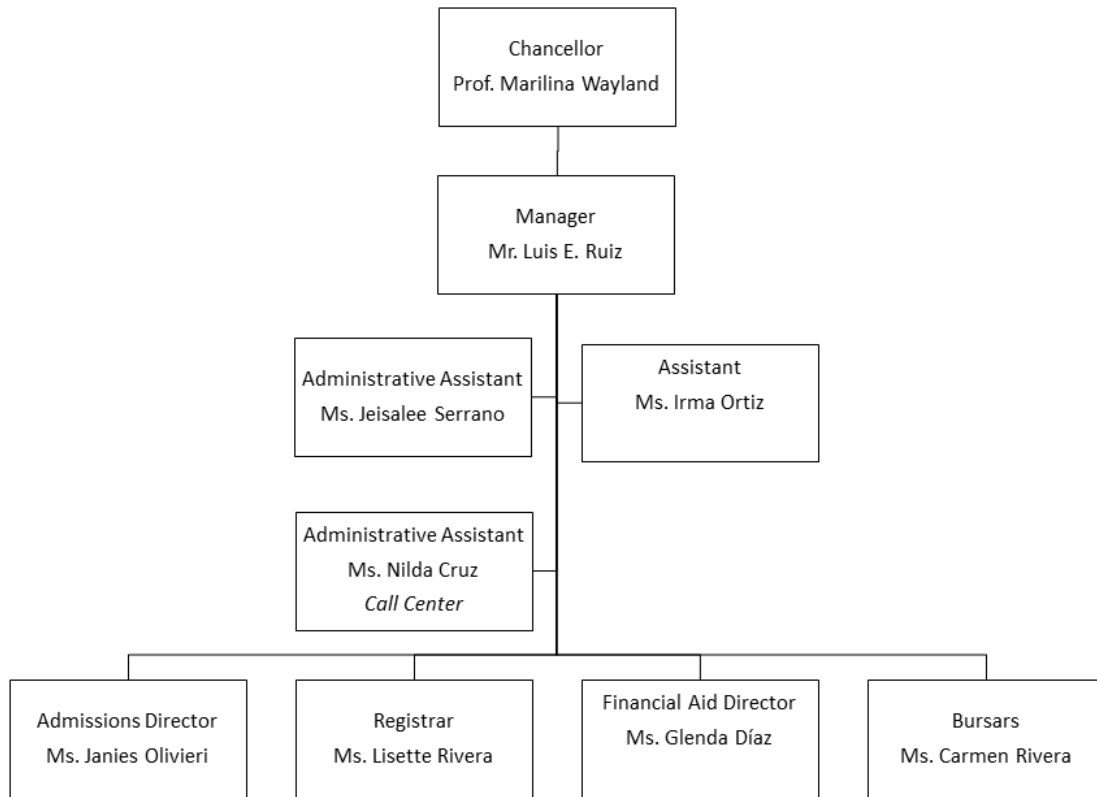 Chancellor
Prof. Marilina Wayland
Manager
Mr. Luis E. Ruiz
Administrative Assistant
Ms. Jeisalee Serrano
Assistant
Ms. Irma Ortiz
Administrative Assistant
Ms. Nilda Cruz
Call Center
Admissions Director
Ms. Janies Olivieri
Registrar
Ms. Lisette Rivera
Financial Aid Director
Ms. Glenda Díaz
Bursars
Ms. Carmen Rivera